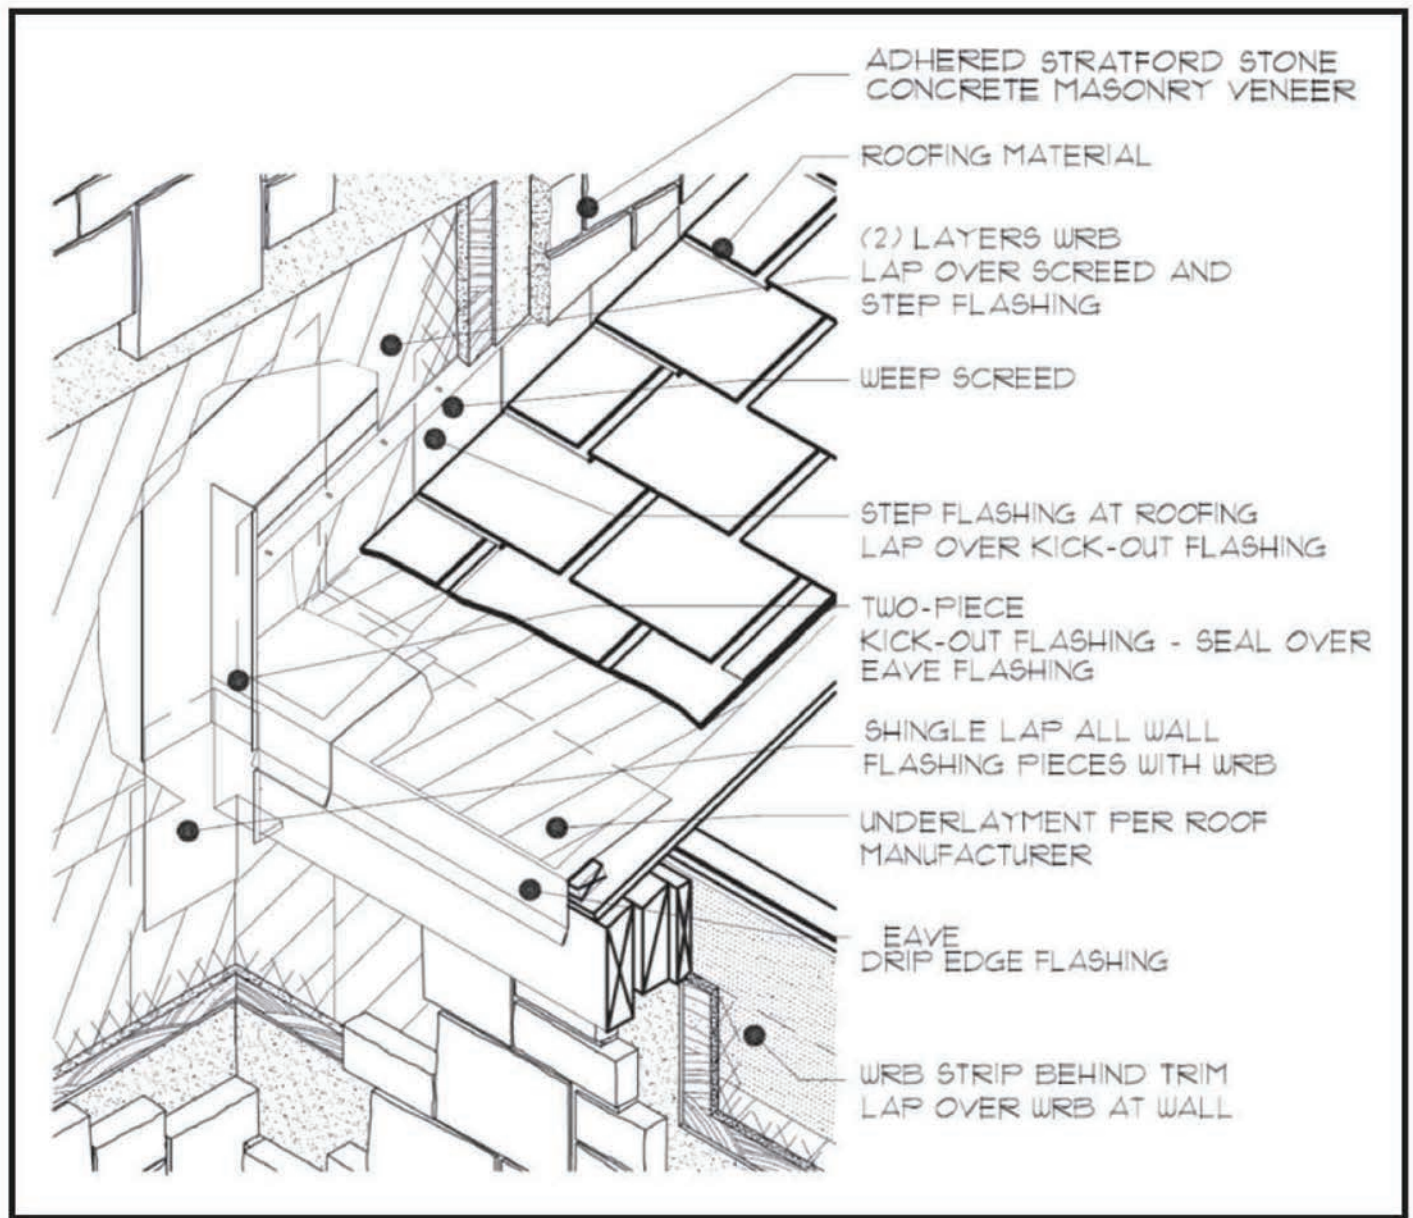 ADHERED STRATFORD STONE
CONCRETE MASONRY VENEER
ROOFING MATERIAL
(2) LAYERS WRB
LAP OVER SCREED AND
STEP FLASHING
WEEP SCREED
STEP FLASHING AT ROOFING
LAP OVER KICK-OUT FLASHING
TWO-PIECE
KICK-OUT FLASHING - SEAL OVER
EAVE FLASHING
SHINGLE LAP ALL WALL
FLASHING PIECES WITH WRB
UNDERLAYMENT PER ROOF
MANUFACTURER
EAVE
DRIP EDGE FLASHING
WRB STRIP BEHIND TRIM
LAP OVER WRB AT WALL